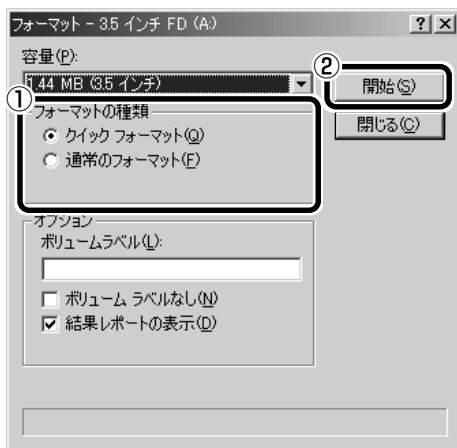 フォーマット - 3.5 インチ FD (A:)
容量(P):
1.44 MB (3.5 インチ)
②
開始(S)
①
フォーマットの種類
閉じる(C)
クイック フォーマット(Q)
通常のフォーマット(F)
オプション
ボリュームラベル(L):
ボリューム ラベルなし(N)
結果レポートの表示(D)